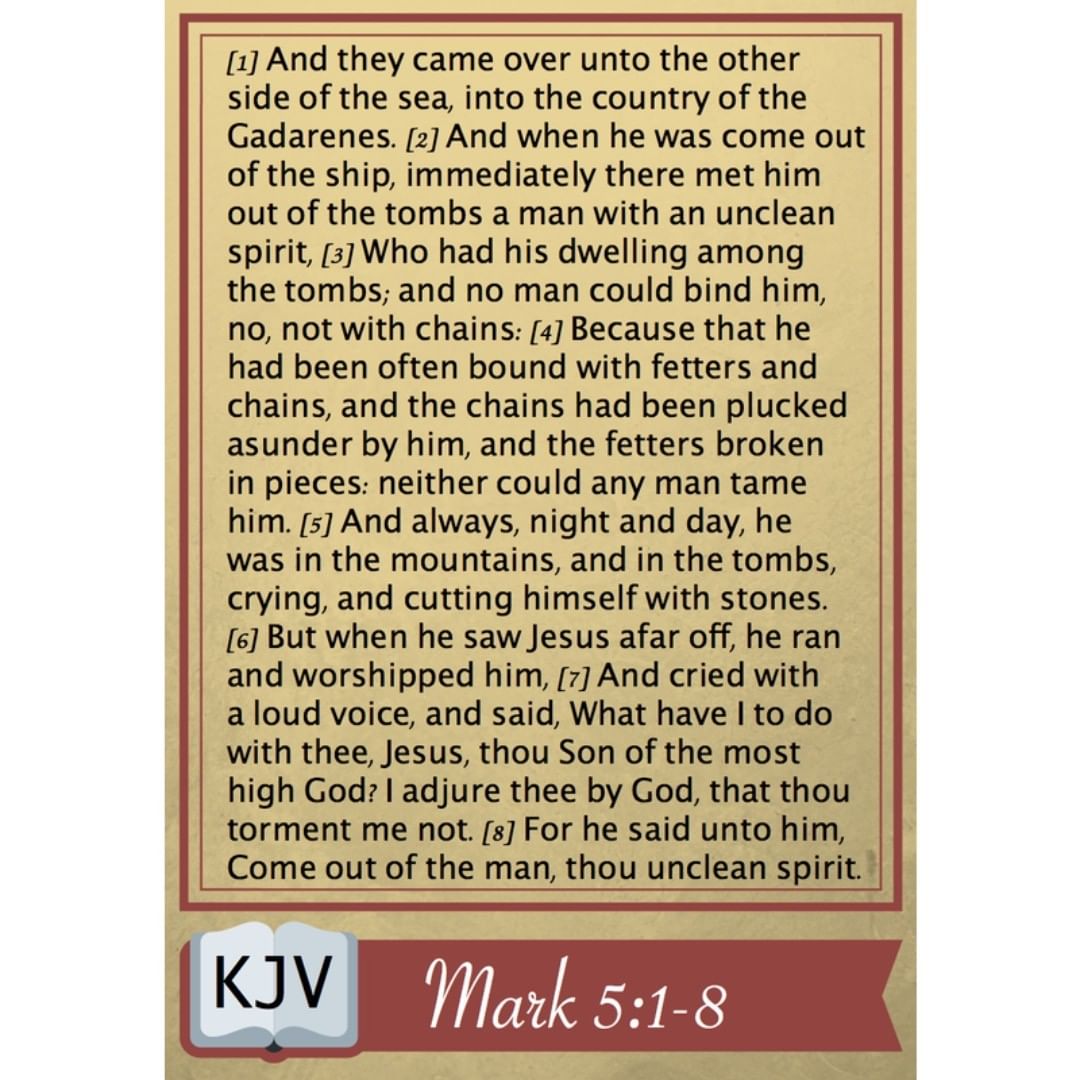 [1] And they came over unto the other
side of the sea, into the country of the
Gadarenes. [2] And when he was come out
of the ship, immediately there met him
out of the tombs a man with an unclean
spirit, [3] Who had his dwelling among
the tombs; and no man could bind him,
no, not with chains: [4] Because that he
had been often bound with fetters and
chains, and the chains had been plucked
asunder by him, and the fetters broken
in pieces: neither could any man tame
him. [5] And always, night and day, he
was in the mountains, and in the tombs,
crying, and cutting himself with stones.
[6] But when he saw Jesus afar off, he ran
and worshipped him, [7] And cried with
a loud voice, and said, What have I to do
with thee, Jesus, thou Son of the most
high God? I adjure thee by God, that thou
torment me not. [8] For he said unto him,
Come out of the man, thou unclean spirit.
KJV
Mark 5:1-8